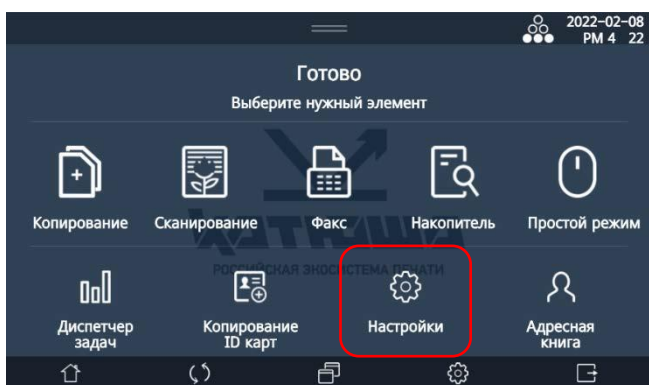 2022-02-08
PM 4 22
Готово
Выберите нужный элемент
Копирование
Сканирование
Факс
Накопитель
Простой режим
КАТЮША
РОССИЙСКАЯ ЭКОСИСТЕМА ПЕЧАТИ
Диспетчер
задач
Копирование
ID карт
Настройки
Адресная
книга